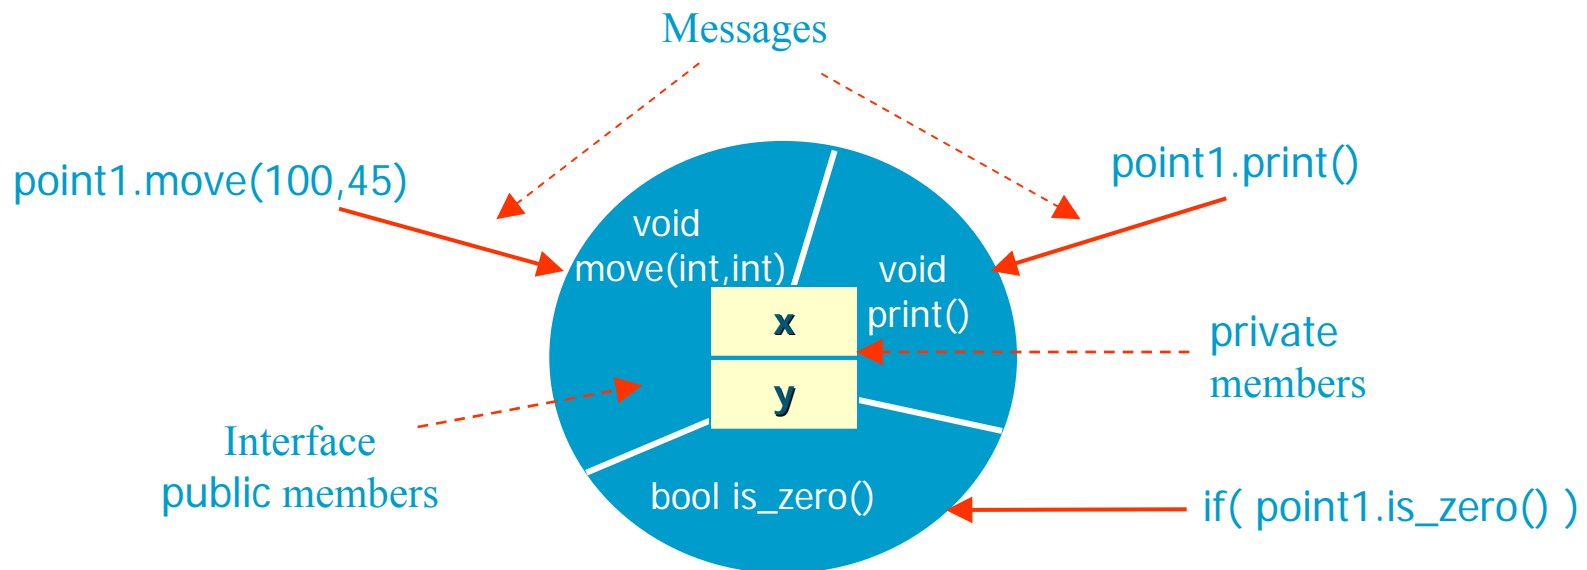 Messages
point1.move(100,45)
point1.print()
void
move(int,int)
void
print()
x
y
private
members
Interface
public members
bool is_zero()
if( point1.is_zero() )